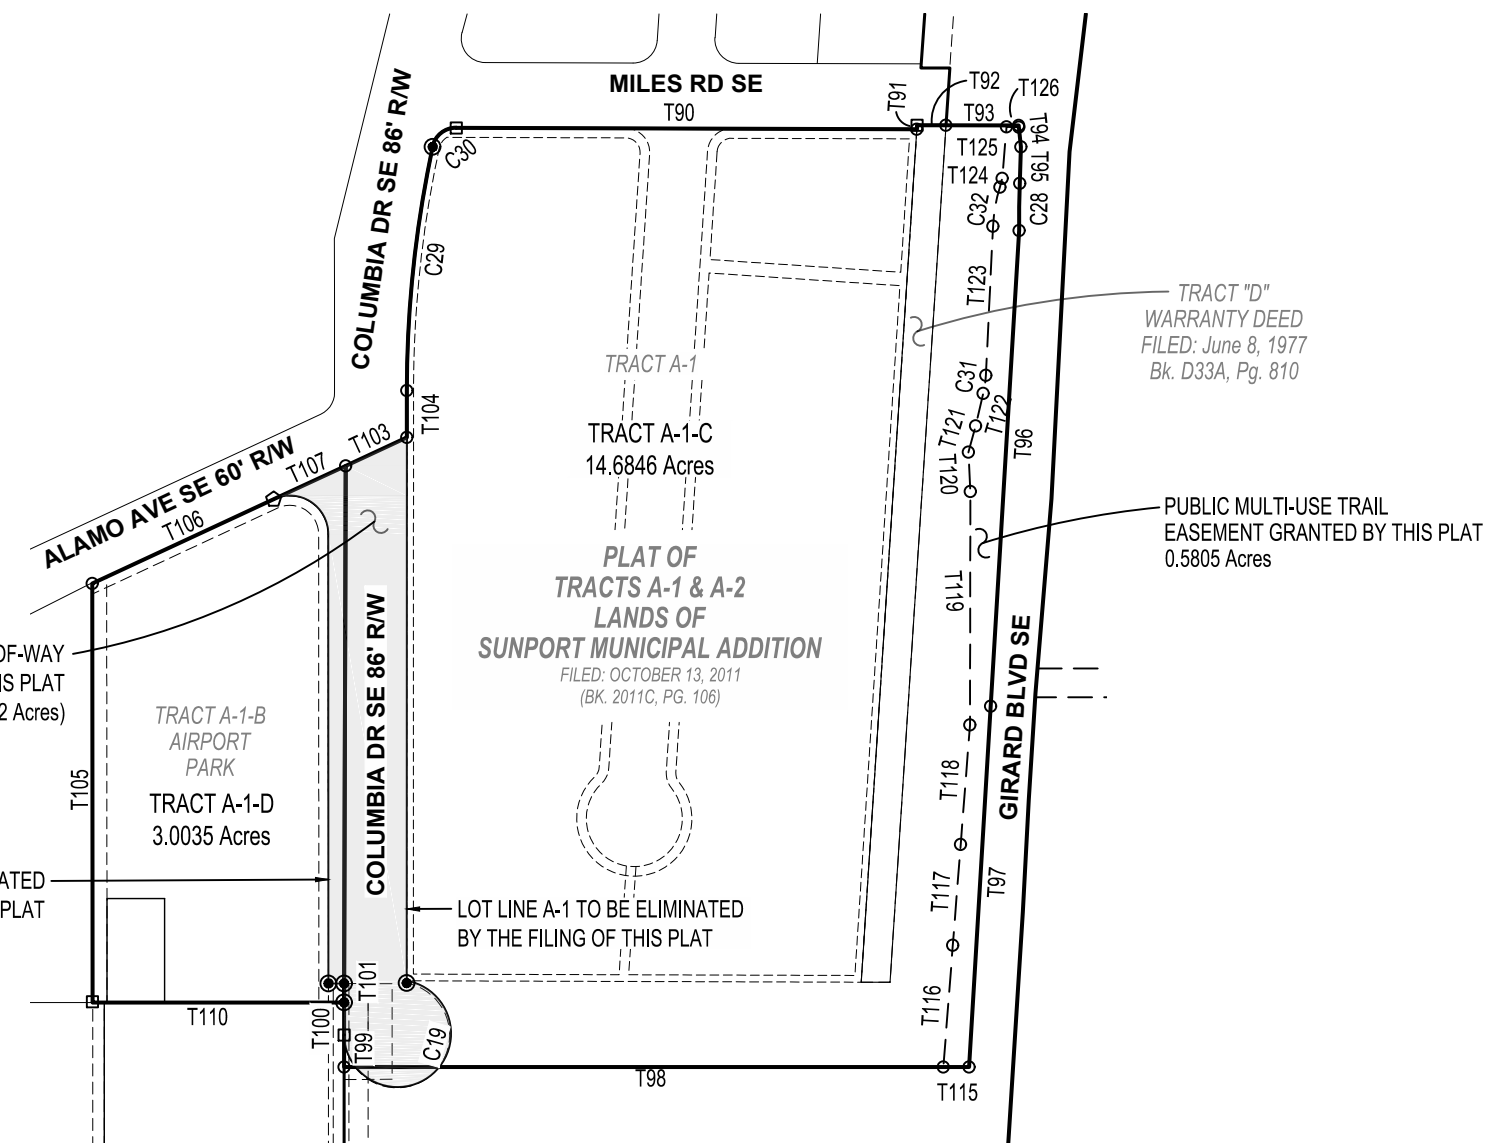 MILES RD SE
T90
T91
T92
T93
T126
T94
T95
T125
T124
C28
C32
C30
COLUMBIA DR SE 86' R/W
C29
T123
TRACT "D"
WARRANTY DEED
FILED: June 8, 1977
Bk. D33A, Pg. 810
TRACT A-1
C31
T122
T121
T120
T96
T104
T103
TRACT A-1-C
14.6846 Acres
ALAMO AVE SE 60' R/W
T107
T106
PUBLIC MULTI-USE TRAIL
EASEMENT GRANTED BY THIS PLAT
0.5805 Acres
PLAT OF
TRACTS A-1 & A-2
LANDS OF
SUNPORT MUNICIPAL ADDITION
FILED: OCTOBER 13, 2011
(BK. 2011C, PG. 106)
T119
OF-WAY
IS PLAT
2 Acres)
TRACT A-1-B
AIRPORT
PARK
TRACT A-1-D
3.0035 Acres
T105
COLUMBIA DR SE 86' R/W
GIRARD BLVD SE
T118
T117
T97
ATED
PLAT
LOT LINE A-1 TO BE ELIMINATED
BY THE FILING OF THIS PLAT
T101
T100
T99
T110
C19
T98
T116
T115